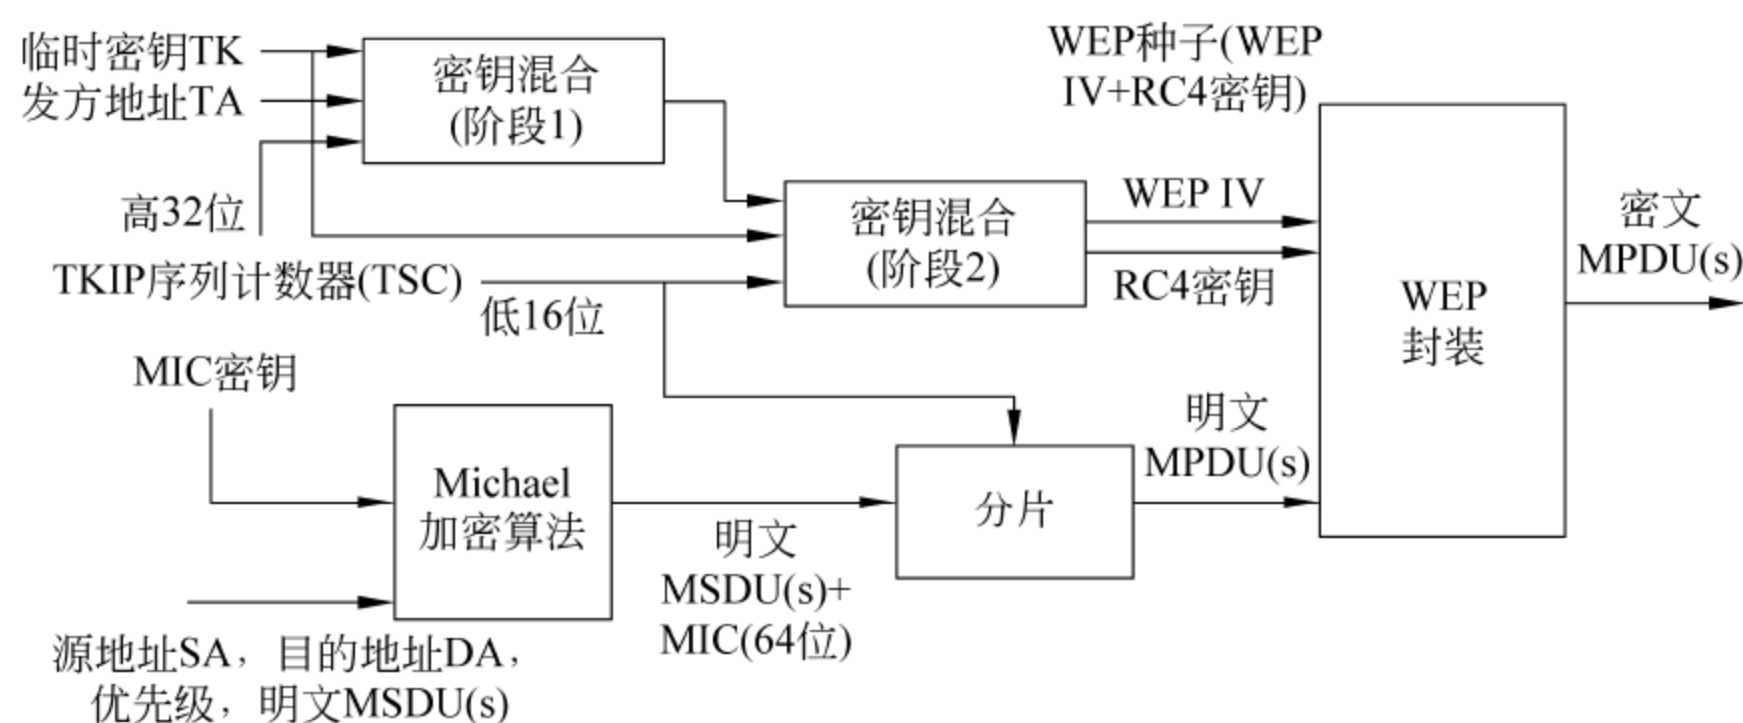 临时密钥TK
发方地址TA
密钥混合
(阶段1)
高32位
TKIP序列计数器(TSC)
低16位
密钥混合
(阶段2)
WEP种子(WEP
IV+RC4密钥)
WEP IV
RC4密钥
WEP
封装
密文
MPDU(s)
MIC密钥
Michael
加密算法
源地址SA，目的地址DA，
优先级，明文MSDU(s)
明文
MSDU(s)+
MIC(64位)
分片
明文
MPDU(s)